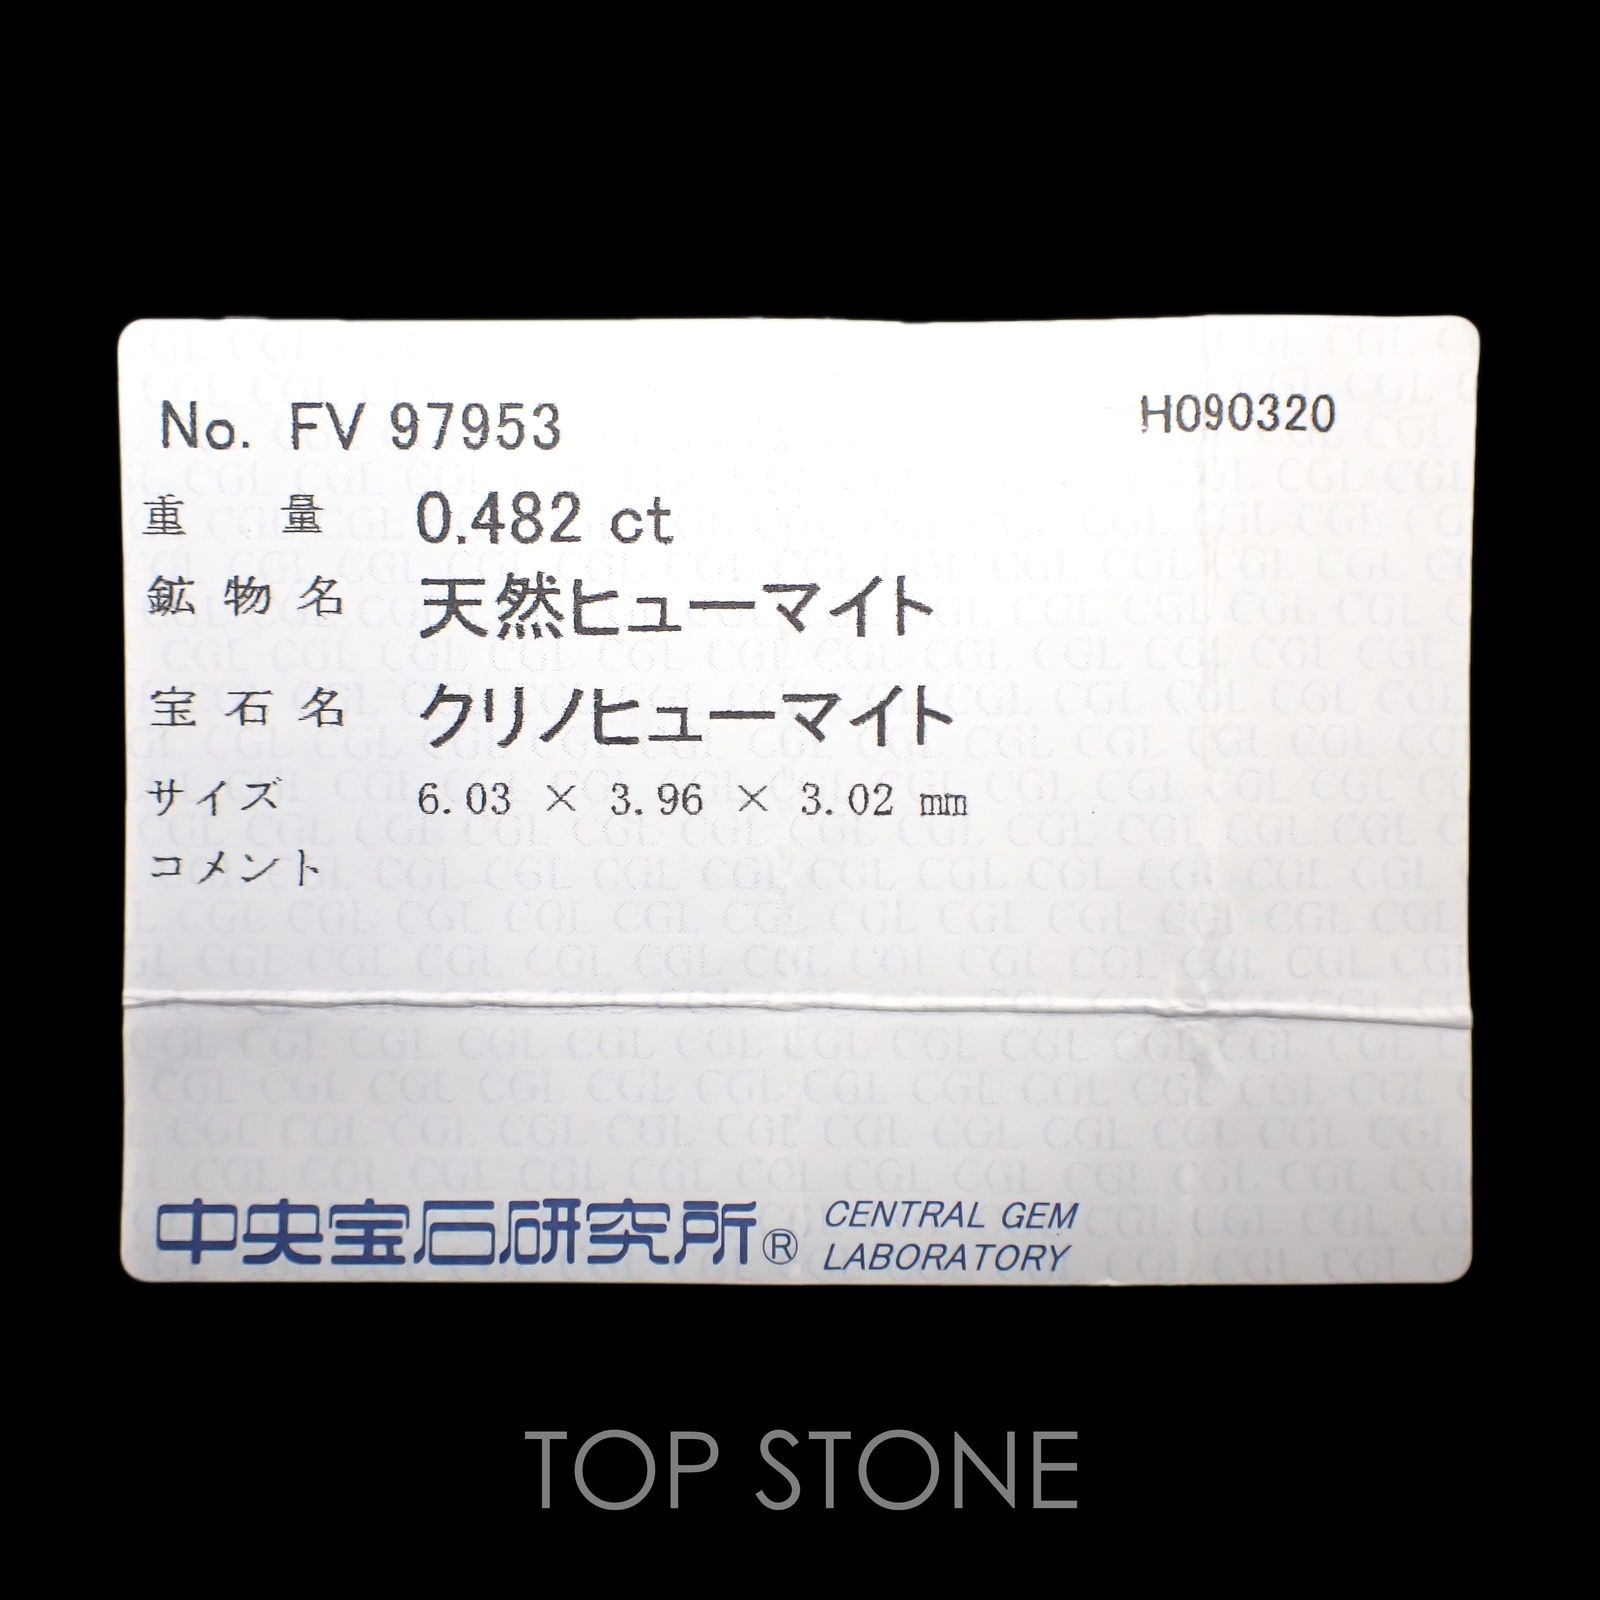 No. FV 97953 H090320
重量 0.482 ct
鉱物名 天然ヒューマイト
宝石名 クリノヒューマイト
サイズ 6.03 × 3.96 × 3.02 mm
コメント
中央宝石研究所® CENTRAL GEM
LABORATORY
TOP STONE